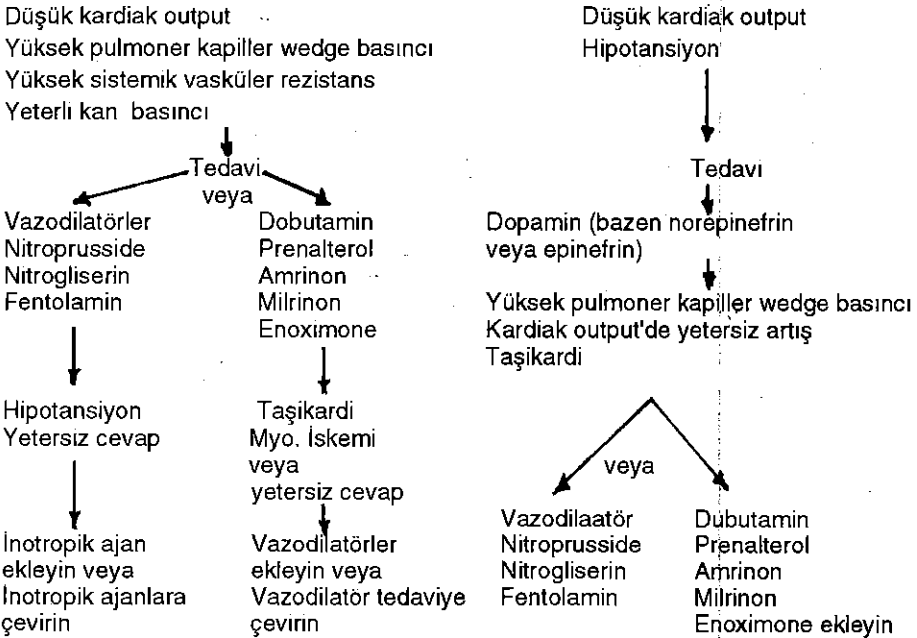 Düşük kardiak output
Yüksek pulmoner kapiller wedge basıncı
Yüksek sistemik vasküler rezistans
Yeterli kan basıncı
Tedavi
veya
Vazodilatörler
Nitroprusside
Nitrogliserin
Fentolamin
Dobutamin
Prenalterol
Amrinon
Milrinon
Enoximone
Hipotansiyon
Yetersiz cevap
Taşikardi
Myo. İskemi
veya
yetersiz cevap
İnotropik ajan
ekleyin veya
İnotropik ajanlara
çevirin
Vazodilatörler
ekleyin veya
Vazodilatör tedaviye
çevirin
Düşük kardiak output
Hipotansiyon
Tedavi
Dopamin (bazen norepinefrin
veya epinefrin)
Yüksek pulmoner kapiller wedge basıncı
Kardiak output'de yetersiz artış
Taşikardi
veya
Vazodilaatör
Nitroprusside
Nitrogliserin
Fentolamin
Dubutamin
Prenalterol
Amrinon
Milrinon
Enoximone ekleyin